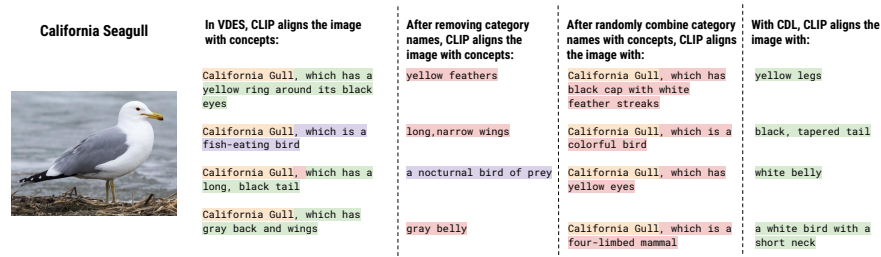 California Seagull
In VDES, CLIP aligns the image
with concepts:
California Gull, which has a
yellow ring around its black
eyes
California Gull, which is a
fish-eating bird
California Gull, which has a
long, black tail
California Gull, which has
gray back and wings
After removing category
names, CLIP aligns the
image with concepts:
yellow feathers
long,narrow wings
a nocturnal bird of prey
gray belly
After randomly combine category
names with concepts, CLIP aligns
the image with:
California Gull, which has
black cap with white
feather streaks
California Gull, which is a
colorful bird
California Gull, which has
yellow eyes
California Gull, which is a
four-limbed mammal
With CDL, CLIP aligns the
image with:
yellow legs
black, tapered tail
white belly
a white bird with a
short neck